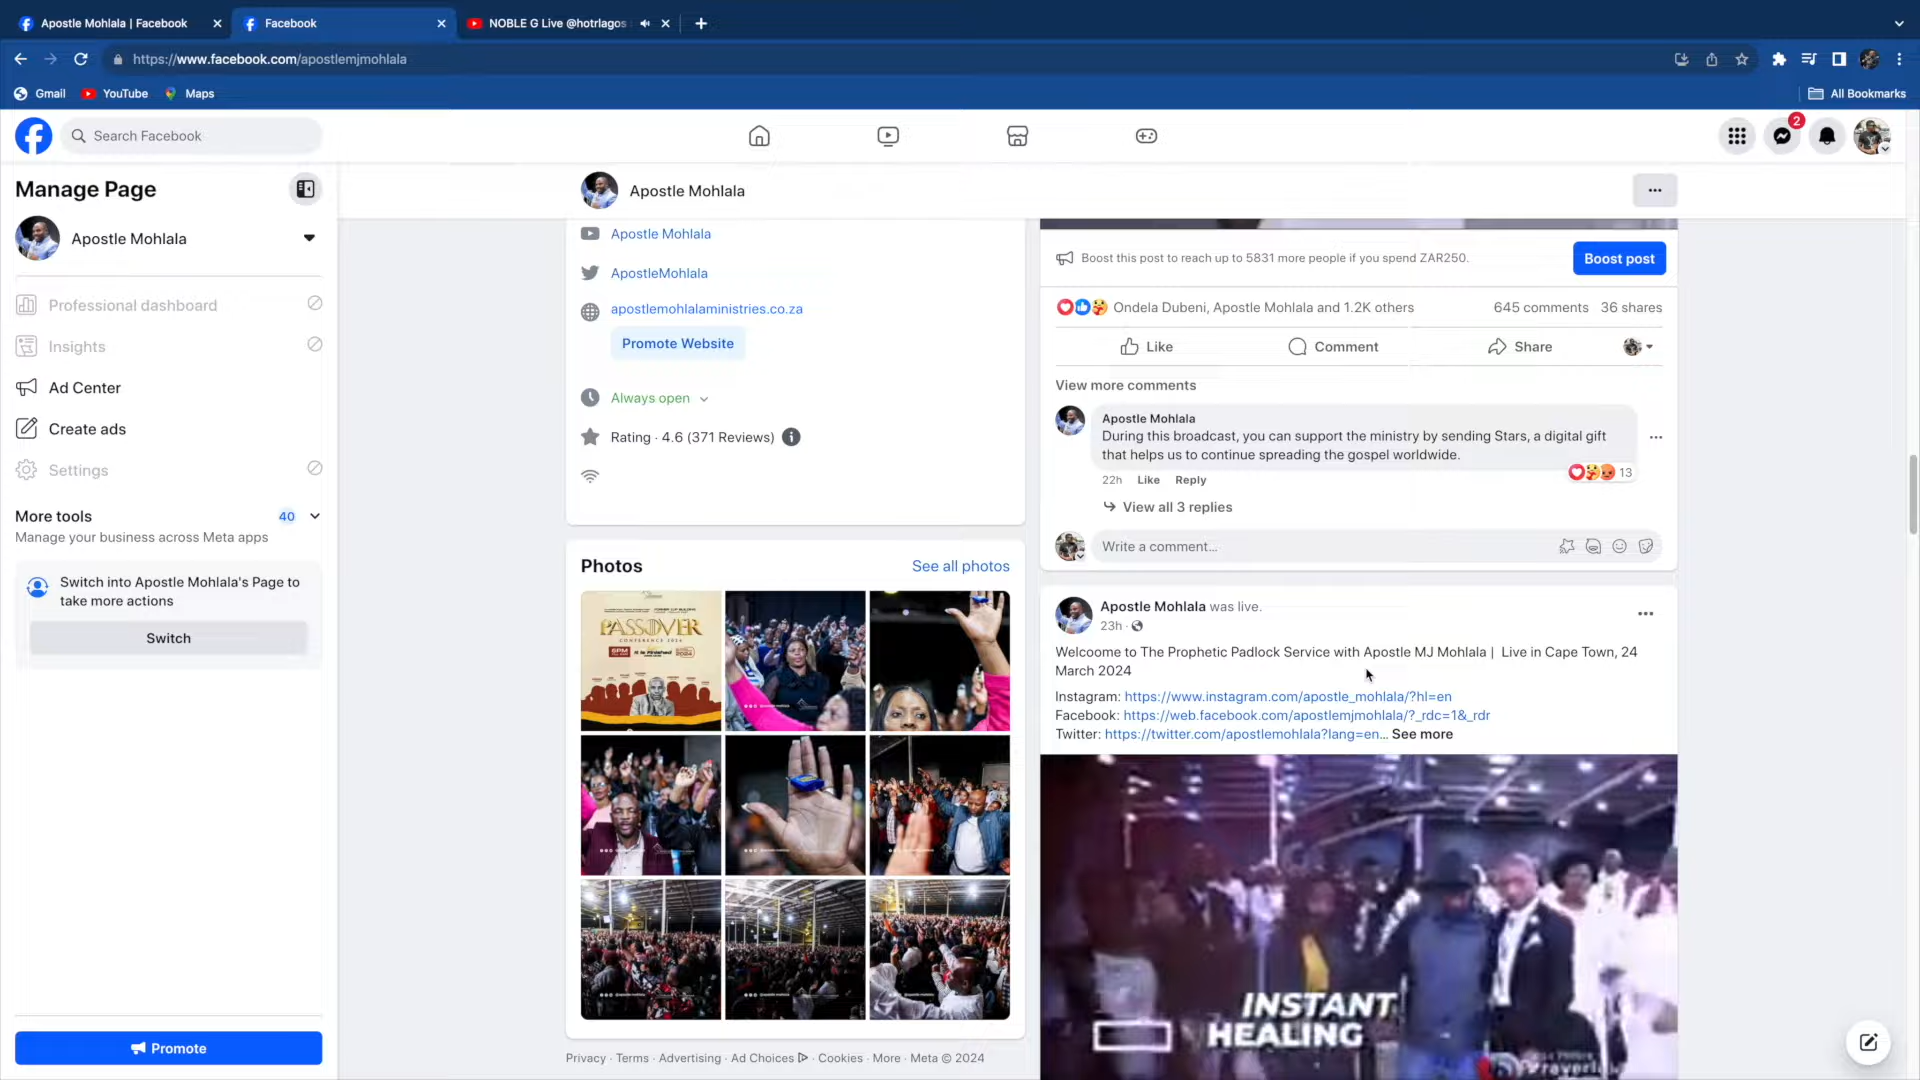 Apostle Mohlala | Facebook
Facebook
NOBLE G Live @hotrlagos
https://www.facebook.com/apostlemjmohlala
Gmail
YouTube
Maps
All Bookmarks
Search Facebook
2
Manage Page
Apostle Mohlala
Professional dashboard
Insights
Ad Center
Create ads
Settings
More tools
40
Manage your business across Meta apps
Switch into Apostle Mohlala's Page to
take more actions
Switch
Promote
Apostle Mohlala
Apostle Mohlala
ApostleMohlala
apostlemohlalaministries.co.za
Promote Website
Always open
Rating · 4.6 (371 Reviews)
Photos
See all photos
PASSOVER
CONFERENCE 2024
6PM
It is Finished
2024
Privacy · Terms · Advertising · Ad Choices · Cookies · More · Meta © 2024
Boost this post to reach up to 5831 more people if you spend ZAR250.
Boost post
Ondela Dubeni, Apostle Mohlala and 1.2K others
645 comments
36 shares
Like
Comment
Share
View more comments
Apostle Mohlala
During this broadcast, you can support the ministry by sending Stars, a digital gift
that helps us to continue spreading the gospel worldwide.
13
22h
Like
Reply
View all 3 replies
Write a comment...
Apostle Mohlala was live.
23h ·
Welcome to The Prophetic Padlock Service with Apostle MJ Mohlala | Live in Cape Town, 24
March 2024
Instagram: https://www.instagram.com/apostle_mohlala/?hl=en
Facebook: https://web.facebook.com/apostlemjmohlala/?_rdc=1&_rdr
Twitter: https://twitter.com/apostlemohlala?lang=en... See more
INSTANT
HEALING